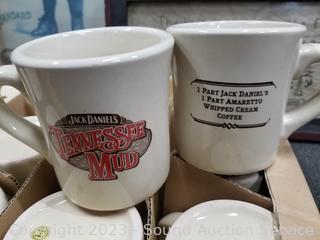 JACK DANIEL'S
TENNESSEE
MUD
1 PART JACK DANIEL'S
1 PART AMARETTO
WHIPPED CREAM
COFFEE
Copyright 2023 - Sound Auction Service